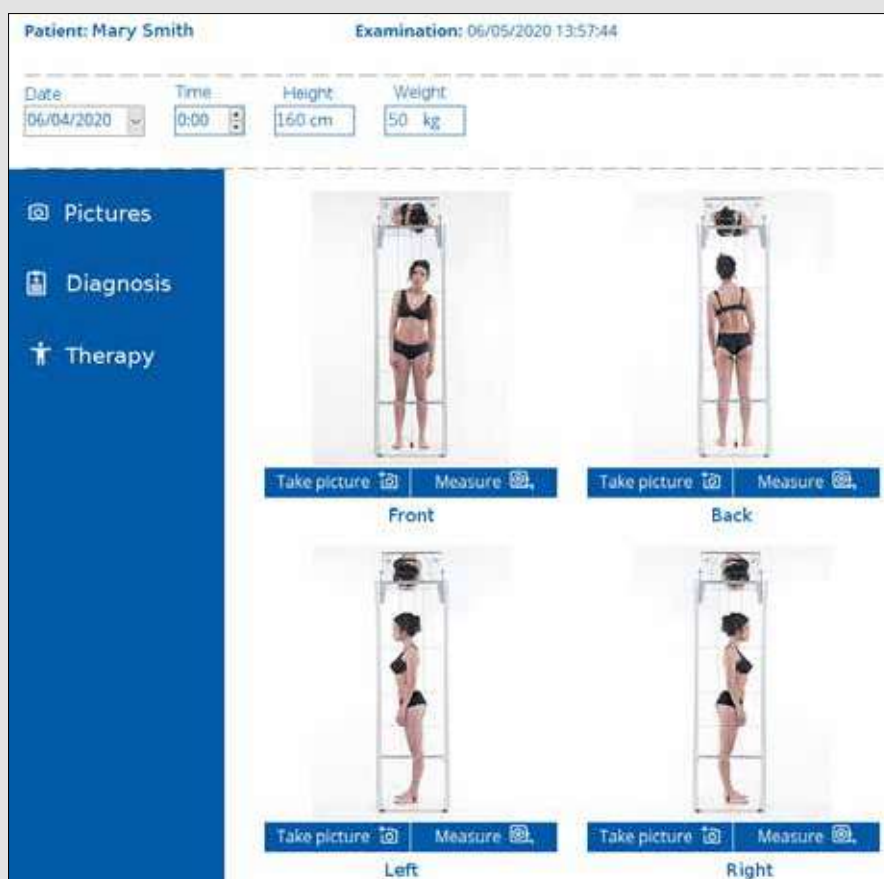 Patient: Mary Smith Examination: 06/05/2020 13:57:44
Date Time Height Weight
06/04/2020 0:00 160 cm 50 kg
Pictures
Diagnosis
Therapy
Take picture Measure Take picture Measure
Front Back
Take picture Measure Take picture Measure
Left Right